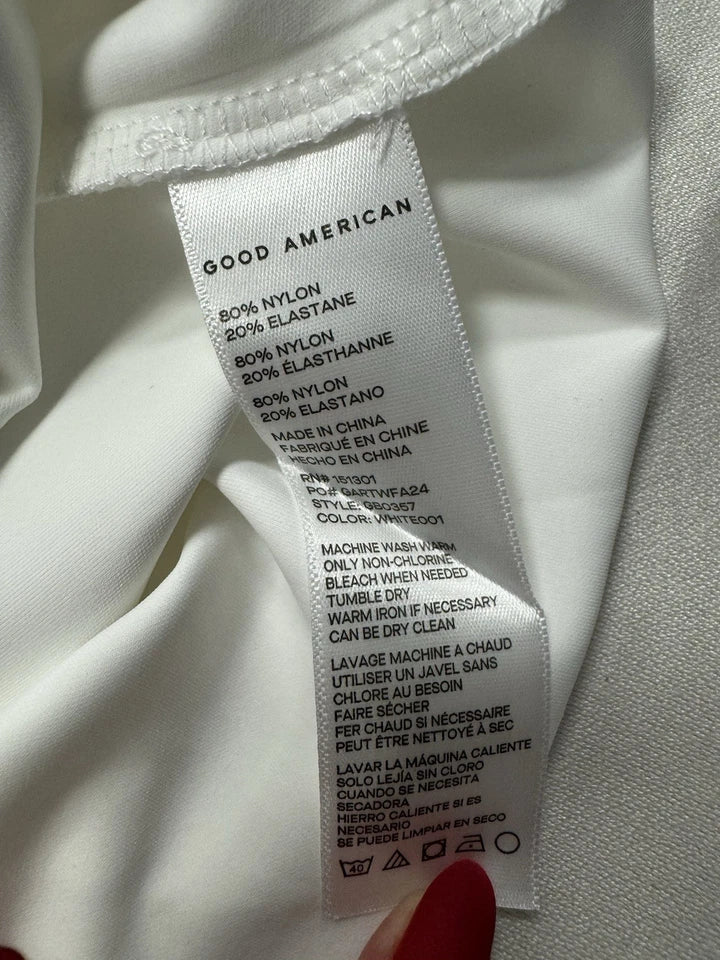 GOOD AMERICAN
80% NYLON
20% ELASTANE
80% NYLON
20% ÉLASTHANNE
80% NYLON
20% ELASTANO
MADE IN CHINA
FABRIQUÉ EN CHINE
HECHO EN CHINA
RN# 151301
PO# GARTWFA24
STYLE: GB0357
COLOR: WHITE001
MACHINE WASH WARM
ONLY NON-CHLORINE
BLEACH WHEN NEEDED
TUMBLE DRY
WARM IRON IF NECESSARY
CAN BE DRY CLEAN
LAVAGE MACHINE A CHAUD
UTILISER UN JAVEL SANS
CHLORE AU BESOIN
FAIRE SÉCHER
FER CHAUD SI NÉCESSAIRE
PEUT ÊTRE NETTOYÉ À SEC
LAVAR LA MÁQUINA CALIENTE
SOLO LEJÍA SIN CLORO
CUANDO SE NECESITA
SECADORA
HIERRO CALIENTE SI ES
NECESARIO
SE PUEDE LIMPIAR EN SECO
40